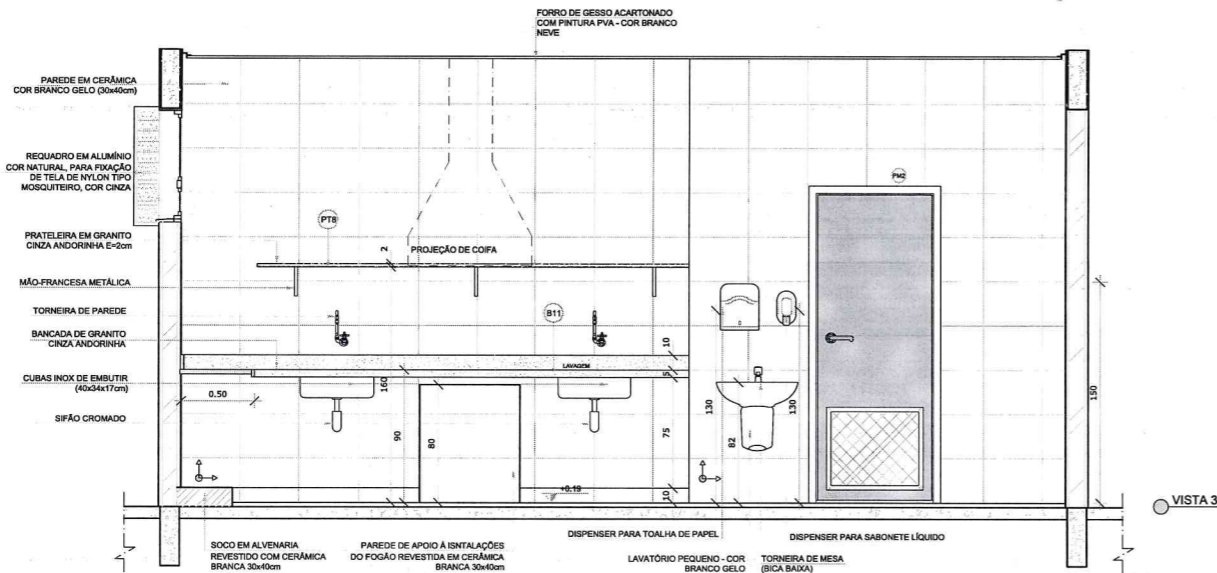 FORRO DE GESSO ACARTONADO
COM PINTURA PVA - COR BRANCO
NEVE
PAREDE EM CERÂMICA
COR BRANCO GELO (30x40cm)
REQUADRO EM ALUMÍNIO
COR NATURAL, PARA FIXAÇÃO
DE TELA DE NYLON TIPO
MOSQUITEIRO, COR CINZA
PM2
PT8
PRATELEIRA EM GRANITO
CINZA ANDORINHA E=2cm
2
PROJEÇÃO DE COIFA
MÃO-FRANCESA METÁLICA
TORNEIRA DE PAREDE
B11
BANCADA DE GRANITO
CINZA ANDORINHA
10
LAVAGEM
5
CUBAS INOX DE EMBUTIR
(40x34x17cm)
160
0.50
150
SIFÃO CROMADO
130
130
90
80
75
82
+0.19
10
VISTA 3
DISPENSER PARA TOALHA DE PAPEL
DISPENSER PARA SABONETE LÍQUIDO
SOCO EM ALVENARIA
REVESTIDO COM CERÂMICA
BRANCA 30x40cm
PAREDE DE APOIO À ISNTALAÇÕES
DO FOGÃO REVESTIDA EM CERÂMICA
BRANCA 30x40cm
LAVATÓRIO PEQUENO - COR
BRANCO GELO
TORNEIRA DE MESA
(BICA BAIXA)